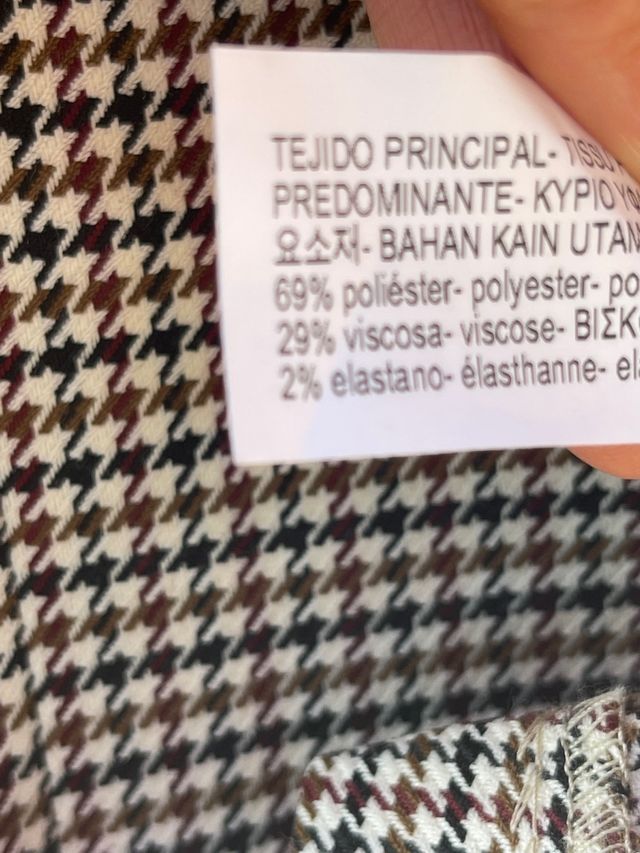 TEJIDO PRINCIPAL- TISSU
PREDOMINANTE- ΚΥΡΙΟ
요소재- BAHAN KAIN UTAM
69% poliéster- polyester- po
29% viscosa- viscose- ΒΙΣΚ
2% elastano- élasthanne- el